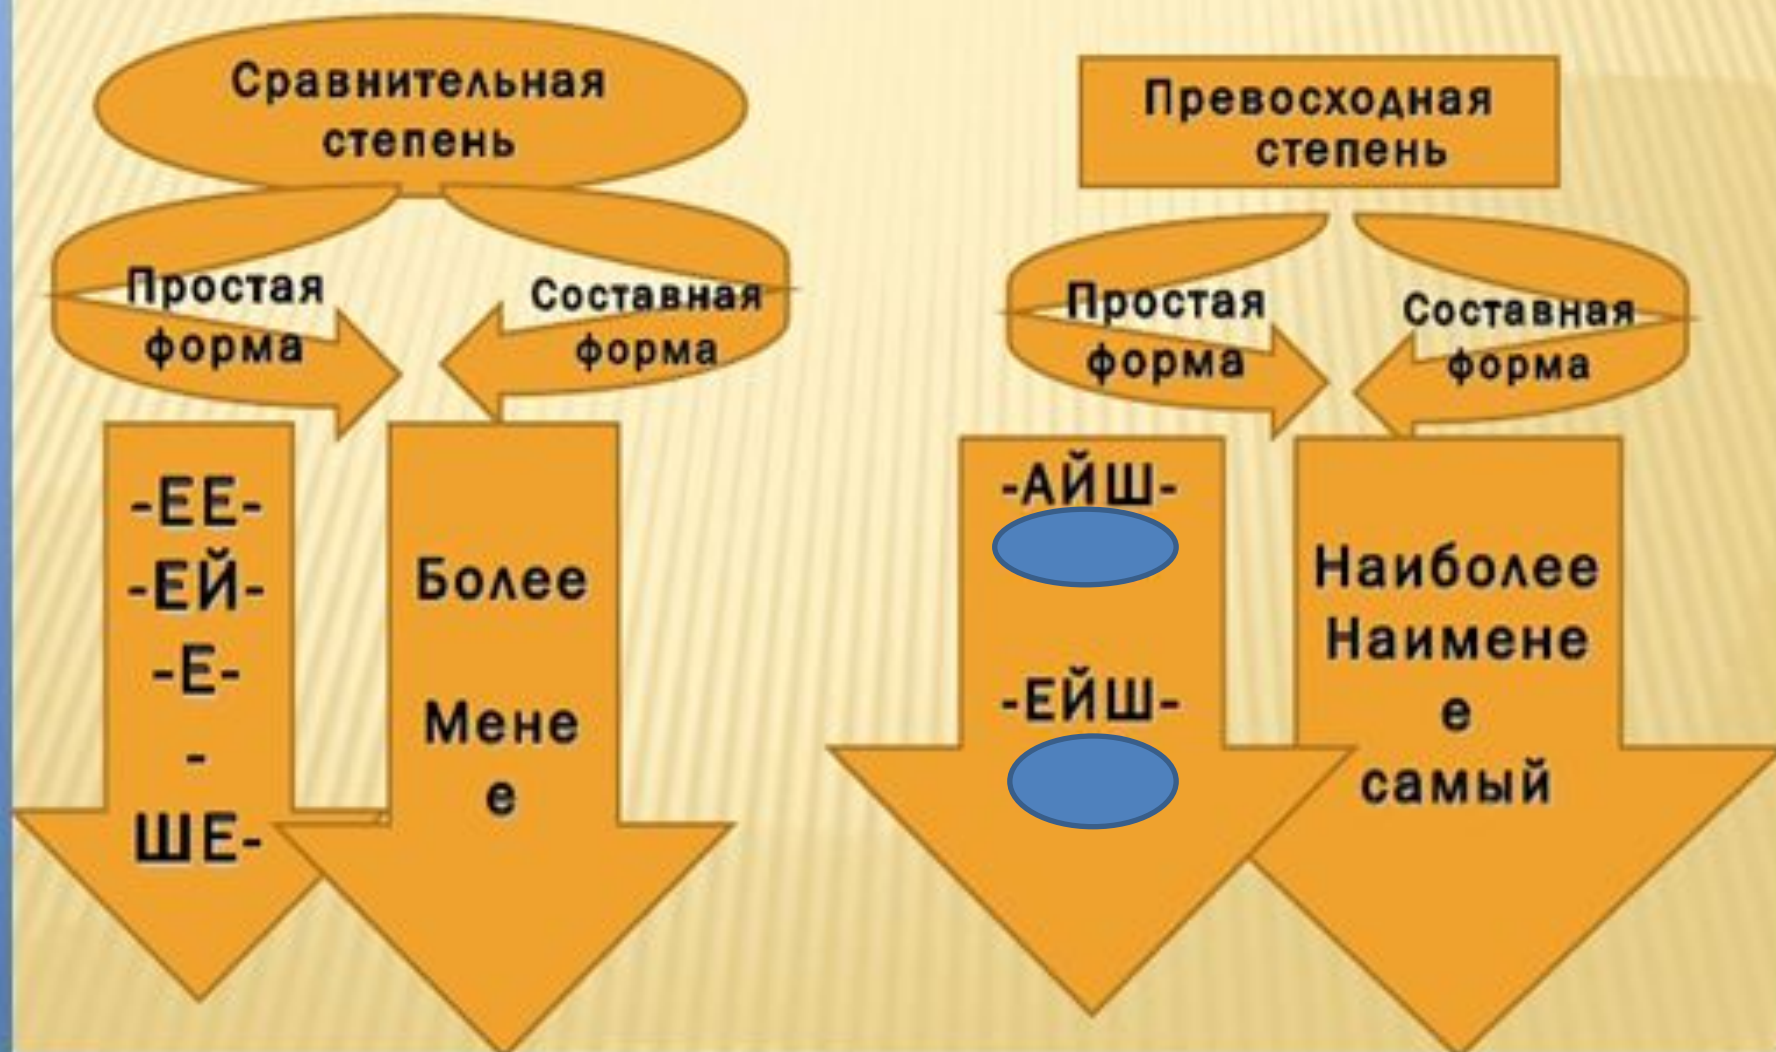 Сравнительная
степень
Простая
форма
Составная
форма
-ЕЕ-
-ЕЙ-
-Е-
-
ШЕ-
Более
Мене
е
Превосходная
степень
Простая
форма
Составная
форма
-АЙШ-
-ЕЙШ-
Наиболее
Наимене
е
самый